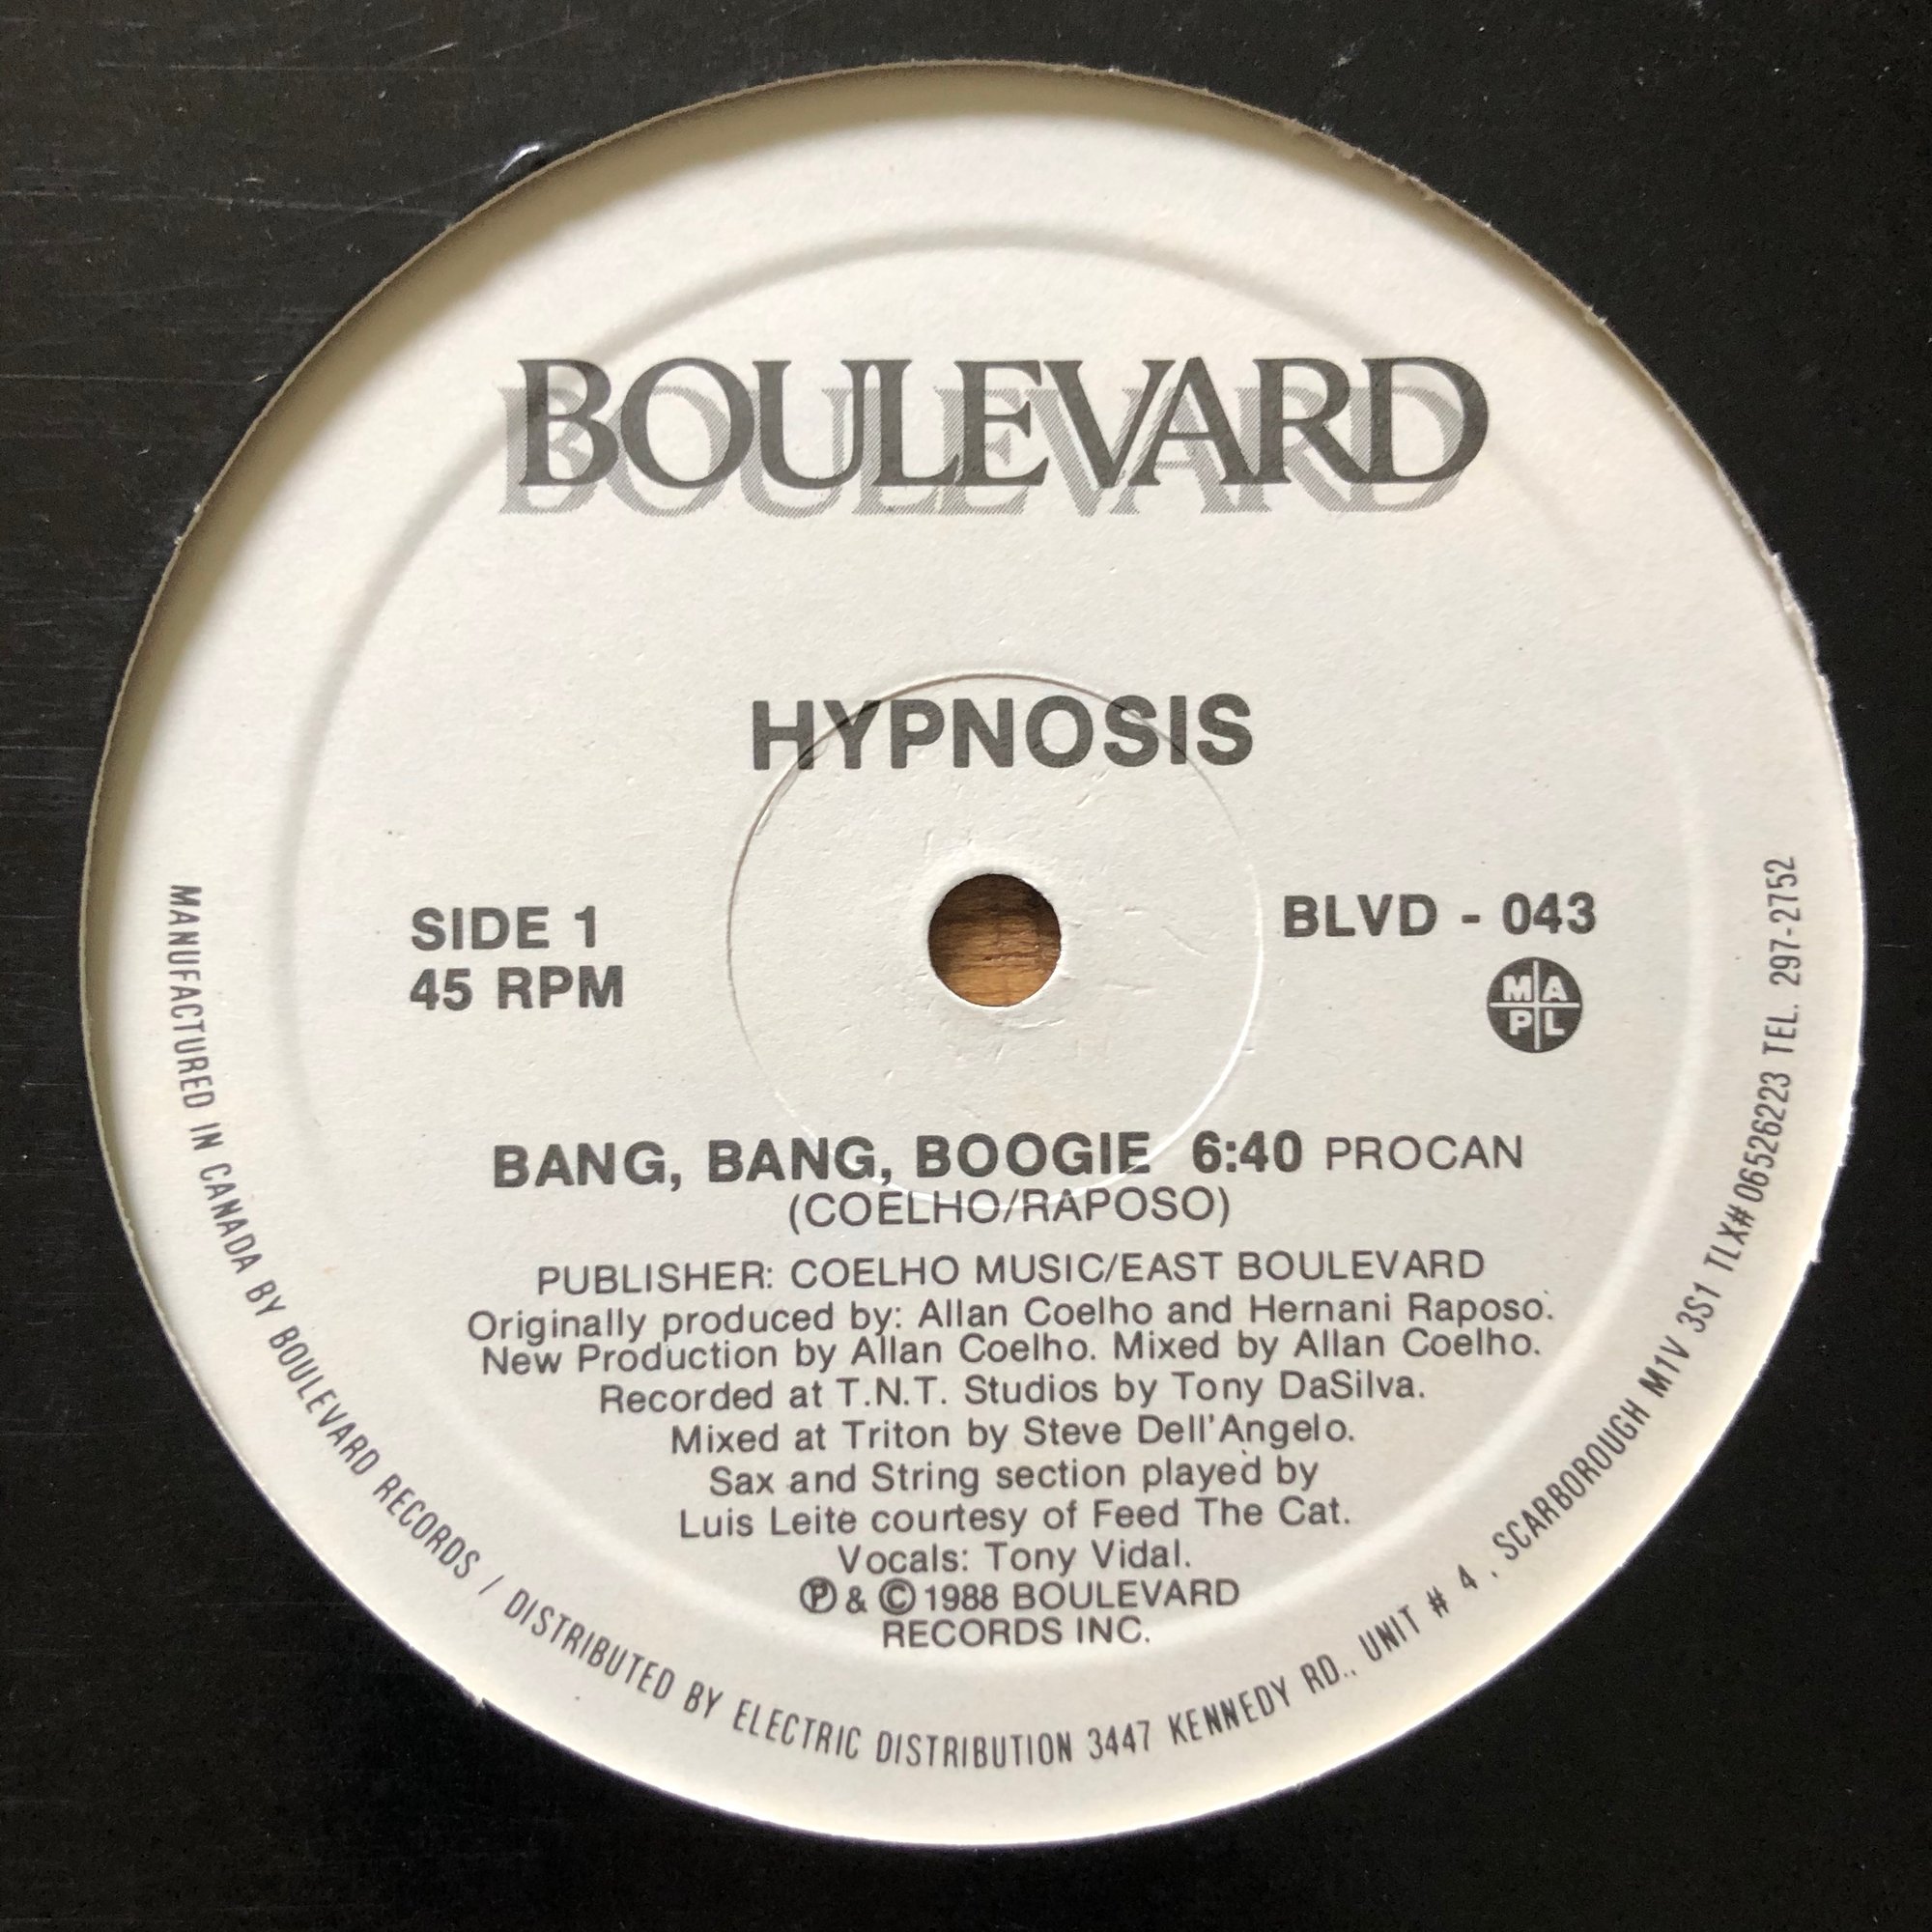 BOULEVARD
HYPNOSIS
SIDE 1
45 RPM
BLVD - 043
M A
P L
BANG, BANG, BOOGIE 6:40 PROCAN
(COELHO/RAPOSO)
PUBLISHER: COELHO MUSIC/EAST BOULEVARD
Originally produced by: Allan Coelho and Hernani Raposo.
New Production by Allan Coelho. Mixed by Allan Coelho.
Recorded at T.N.T. Studios by Tony DaSilva.
Mixed at Triton by Steve Dell'Angelo.
Sax and String section played by
Luis Leite courtesy of Feed The Cat.
Vocals: Tony Vidal.
Ⓟ & © 1988 BOULEVARD
RECORDS INC.
MANUFACTURED IN CANADA BY BOULEVARD RECORDS / DISTRIBUTED BY ELECTRIC DISTRIBUTION 3447 KENNEDY RD., UNIT # 4 , SCARBOROUGH M1V 3S1 TLX# 06526223 TEL. 297-2752